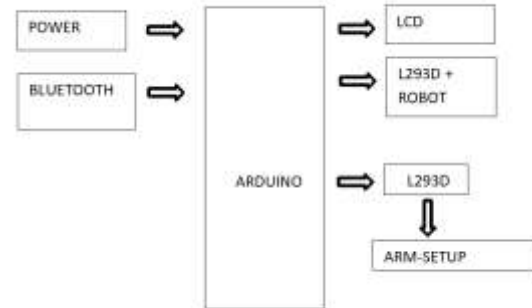 POWER
BLUETOOTH
ARDUINO
LCD
L293D +
ROBOT
L293D
ARM-SETUP